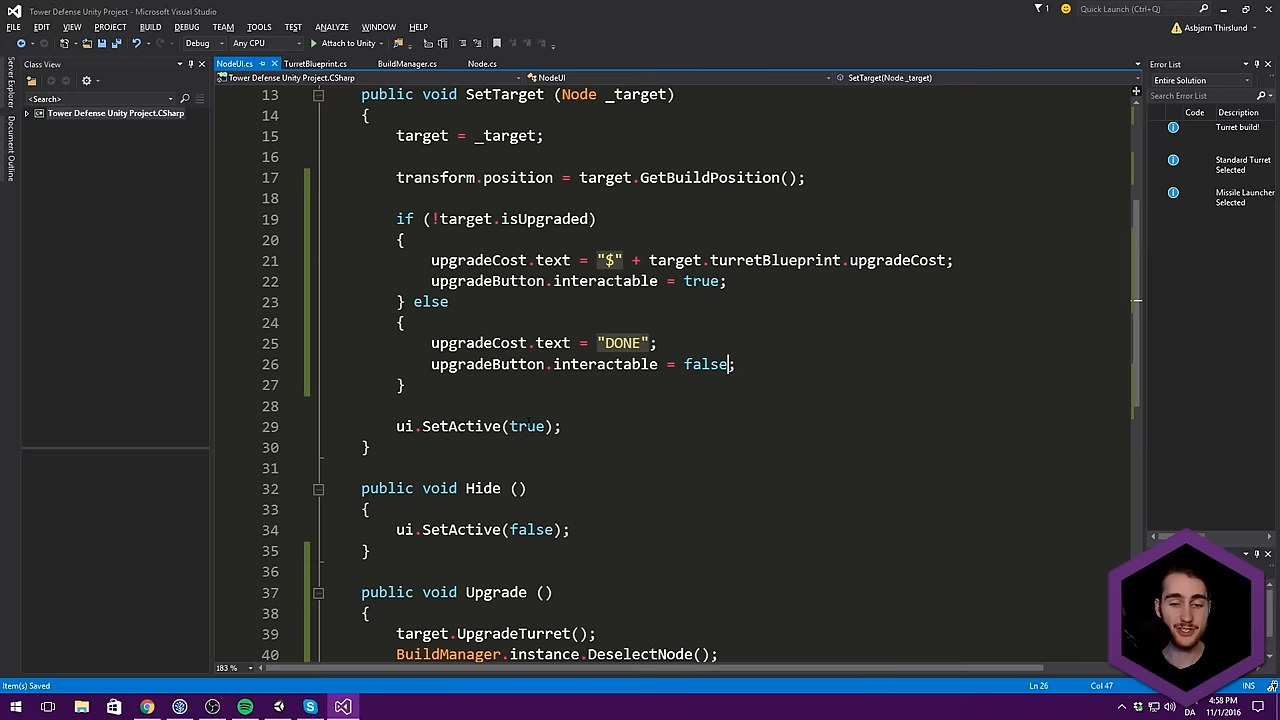 Tower Defense Unity Project - Microsoft Visual Studio
1
Quick Launch (Ctrl+Q)
FILE EDIT VIEW PROJECT BUILD DEBUG TEAM TOOLS TEST ANALYZE WINDOW HELP
Asbjørn Thirslund
Debug Any CPU Attach to Unity
Server Explorer
Document Outline
Class View
<Search>
Tower Defense Unity Project.CSharp
NodeUI.cs TurretBlueprint.cs BuildManager.cs Node.cs
Tower Defense Unity Project.CSharp NodeUI SetTarget(Node _target)
13 public void SetTarget (Node _target)
14 {
15 target = _target;
16
17 transform.position = target.GetBuildPosition();
18
19 if (!target.isUpgraded)
20 {
21 upgradeCost.text = "$" + target.turretBlueprint.upgradeCost;
22 upgradeButton.interactable = true;
23 } else
24 {
25 upgradeCost.text = "DONE";
26 upgradeButton.interactable = false;
27 }
28
29 ui.SetActive(true);
30 }
31
32 public void Hide ()
33 {
34 ui.SetActive(false);
35 }
36
37 public void Upgrade ()
38 {
39 target.UpgradeTurret();
40 BuildManager.instance.DeselectNode();
183 %
Error List
Entire Solution
Search Error List
Code Description
Turret build!
Standard Turret
Selected
Missile Launcher
Selected
Item(s) Saved Ln 26 Col 47 INS
DA
4:58 PM
11/1/2016